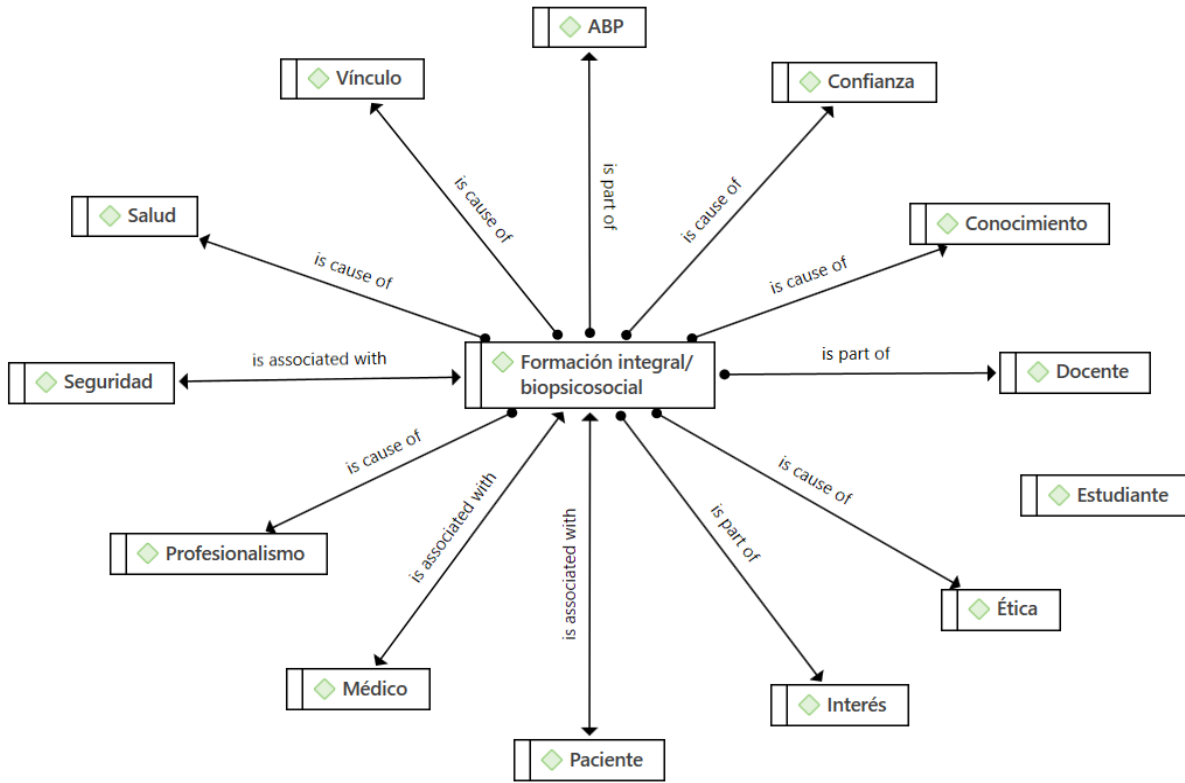 ABP
Vínculo
Confianza
is part of
is cause of
is cause of
Salud
Conocimiento
is cause of
is cause of
is associated with
Formación integral/
biopsicosocial
is part of
Seguridad
Docente
is cause of
is associated with
is associated with
is part of
is cause of
Estudiante
Profesionalismo
Ética
Médico
Interés
Paciente